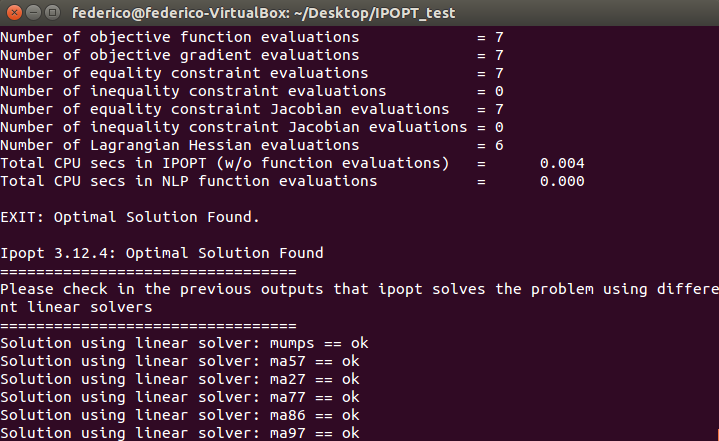 federico@federico-VirtualBox: ~/Desktop/IPOPT_test
Number of objective function evaluations = 7
Number of objective gradient evaluations = 7
Number of equality constraint evaluations = 7
Number of inequality constraint evaluations = 0
Number of equality constraint Jacobian evaluations = 7
Number of inequality constraint Jacobian evaluations = 0
Number of Lagrangian Hessian evaluations = 6
Total CPU secs in IPOPT (w/o function evaluations) = 0.004
Total CPU secs in NLP function evaluations = 0.000
EXIT: Optimal Solution Found.
Ipopt 3.12.4: Optimal Solution Found
=================================
Please check in the previous outputs that ipopt solves the problem using differe
nt linear solvers
=================================
Solution using linear solver: mumps == ok
Solution using linear solver: ma57 == ok
Solution using linear solver: ma27 == ok
Solution using linear solver: ma77 == ok
Solution using linear solver: ma86 == ok
Solution using linear solver: ma97 == ok